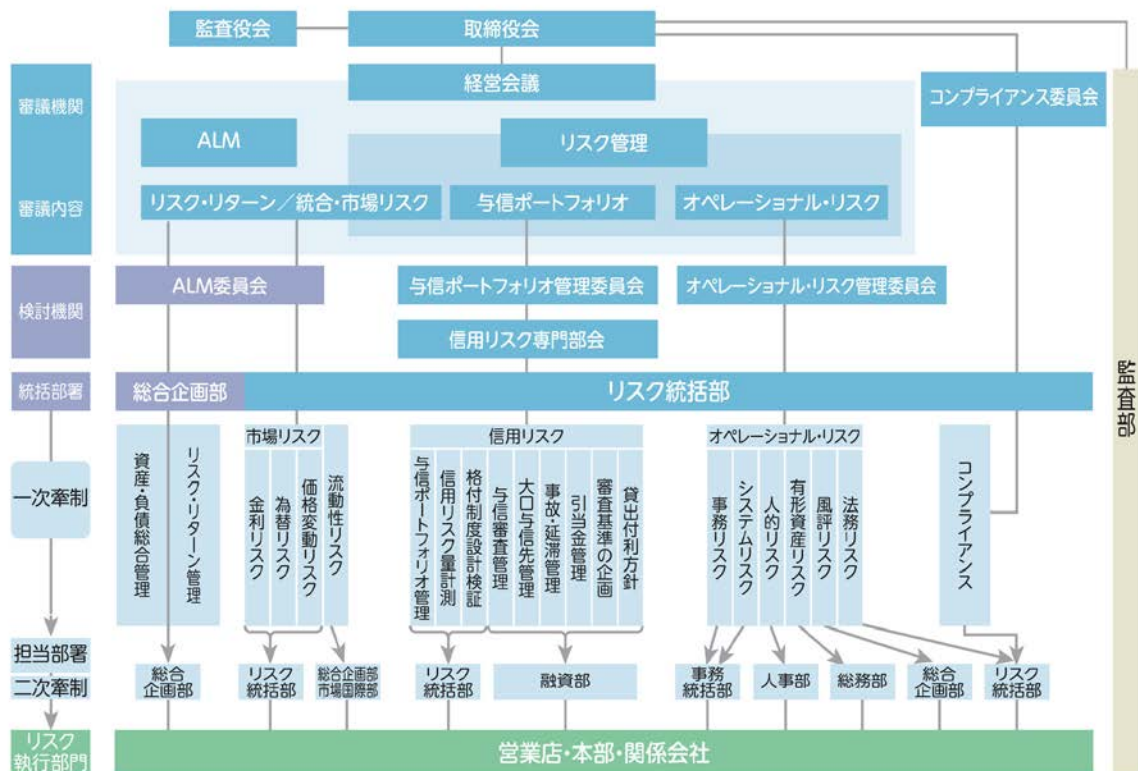 監査役会
取締役会
審議機関
経営会議
コンプライアンス委員会
ALM
リスク管理
審議内容
リスク・リターン／統合・市場リスク
与信ポートフォリオ
オペレーショナル・リスク
検討機関
ALM委員会
与信ポートフォリオ管理委員会
オペレーショナル・リスク管理委員会
信用リスク専門部会
統括部署
総合企画部
リスク統括部
監査部
一次牽制
資産・負債総合管理
リスク・リターン管理
市場リスク
金利リスク
為替リスク
価格変動リスク
流動性リスク
信用リスク
与信ポートフォリオ管理
信用リスク量計測
格付制度設計検証
与信審査管理
大口与信先管理
事故・延滞管理
引当金管理
審査基準の企画
貸出付利方針
オペレーショナル・リスク
事務リスク
システムリスク
人的リスク
有形資産リスク
風評リスク
法務リスク
コンプライアンス
担当部署
二次牽制
総合
企画部
リスク
統括部
総合企画部
市場国際部
リスク
統括部
融資部
事務
統括部
人事部
総務部
総合
企画部
リスク
統括部
リスク
執行部門
営業店・本部・関係会社